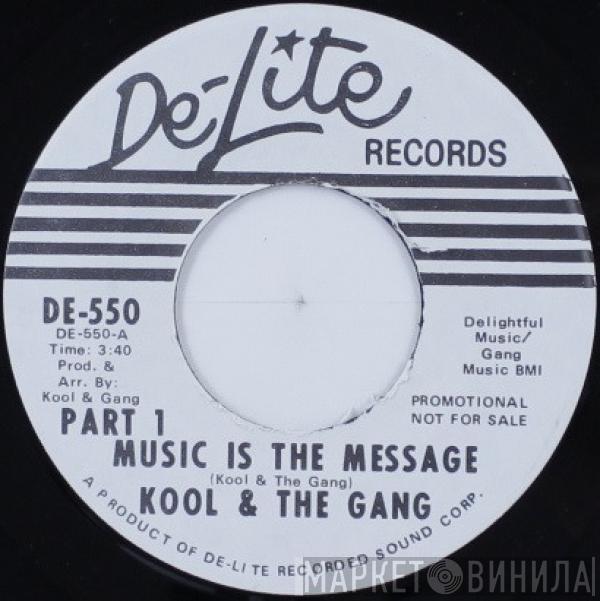 De-Lite
RECORDS
DE-550
DE-550-A
Time: 3:40
Prod. &
Arr. By:
Kool & Gang
Delightful
Music/
Gang
Music BMI
PROMOTIONAL
NOT FOR SALE
PART 1
MUSIC IS THE MESSAGE
(Kool & The Gang)
KOOL & THE GANG
A PRODUCT OF DE-LITE RECORDED SOUND CORP.
МАРКЕТ ВИНИЛА